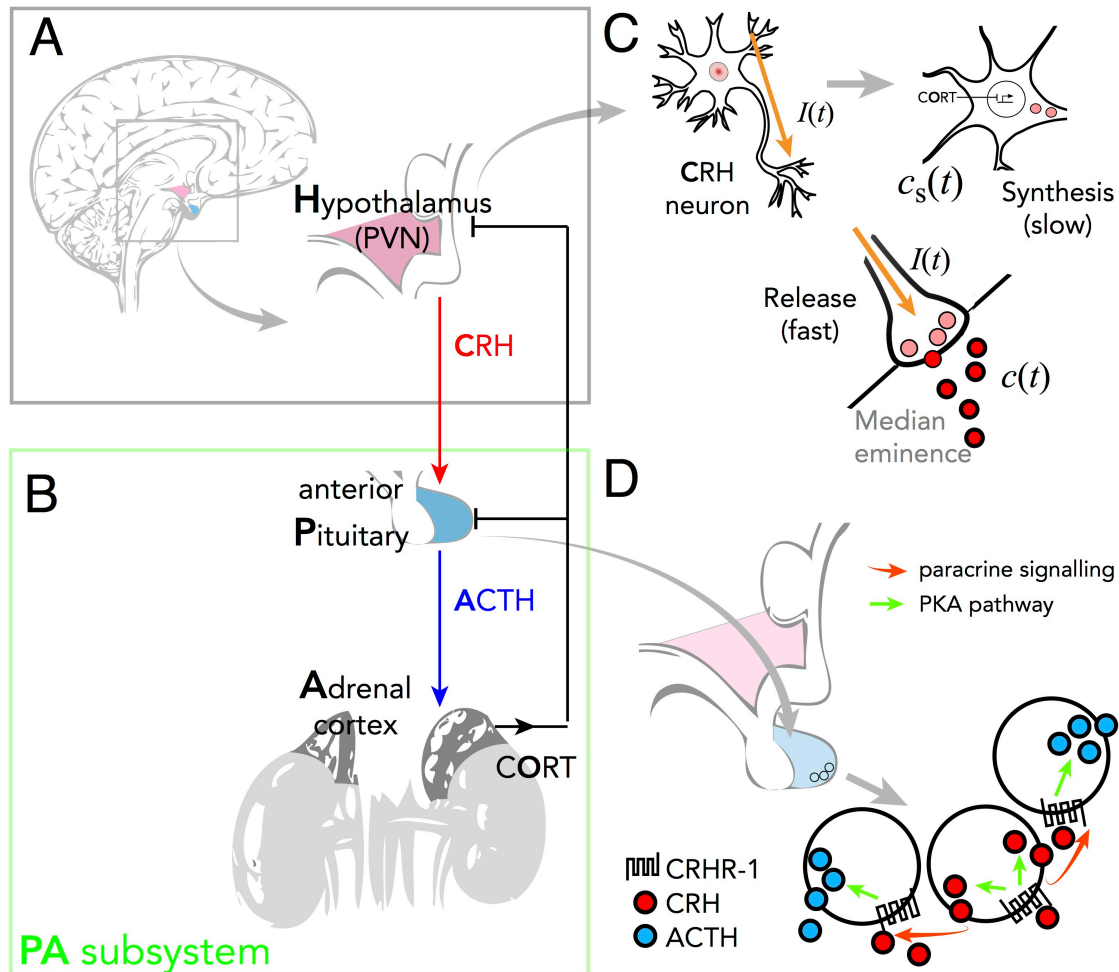 A
Hypothalamus
(PVN)
CRH
B
anterior
Pituitary
ACTH
Adrenal
cortex
CORT
PA subsystem
C
I(t)
CRH
neuron
CORT
cs(t)
Synthesis
(slow)
I(t)
Release
(fast)
c(t)
Median
eminence
D
paracrine signalling
PKA pathway
CRHR-1
CRH
ACTH